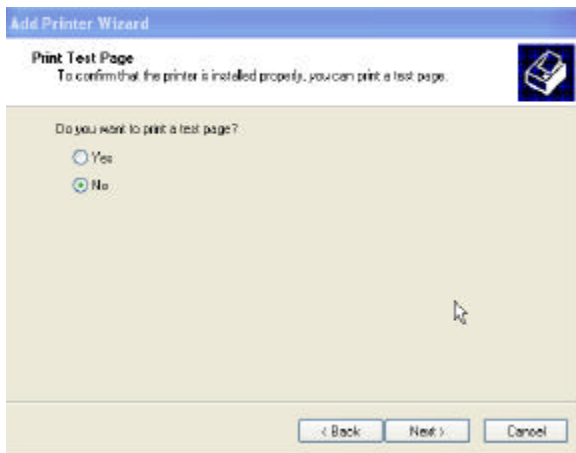 Add Printer Wizard
Print Test Page
To confirm that the printer is installed properly, you can print a test page.
Do you want to print a test page?
Yes
No
< Back
Next >
Cancel